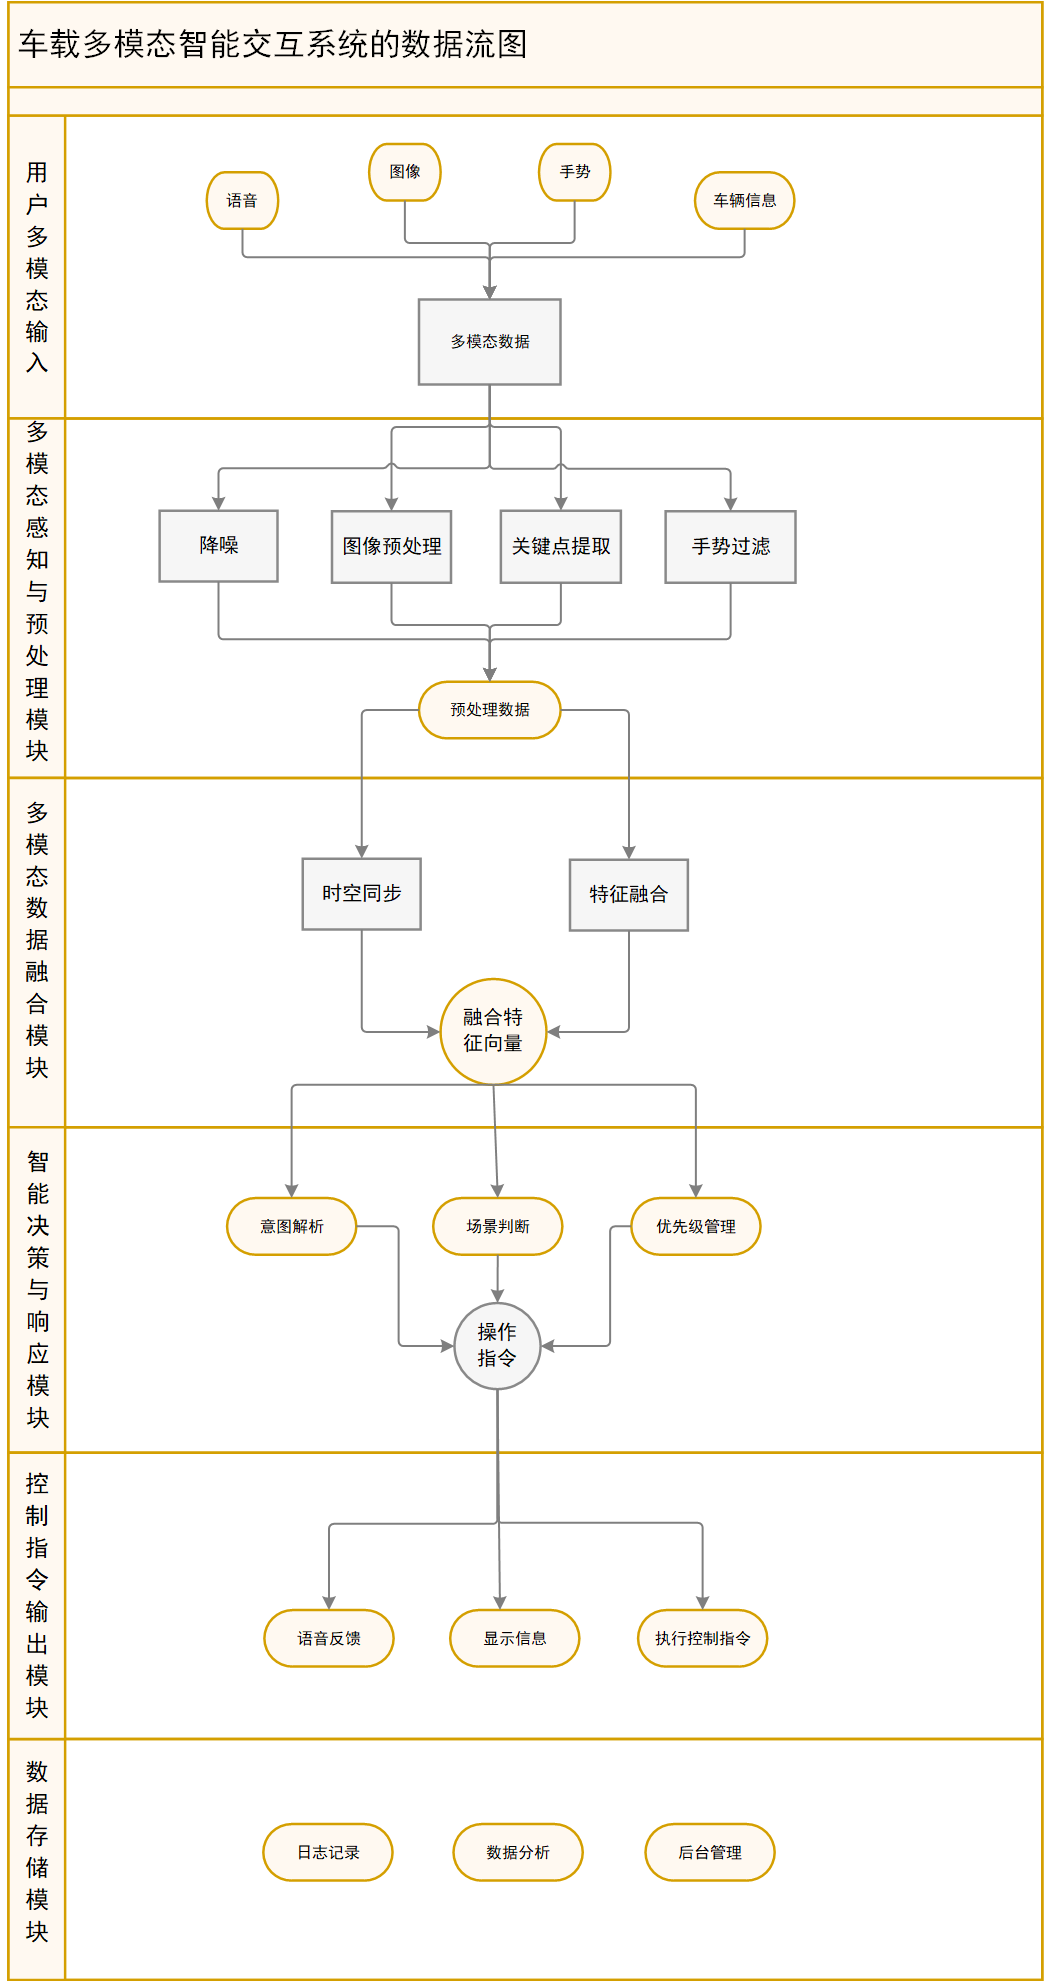 车载多模态智能交互系统的数据流图
用户多模态输入
语音
图像
手势
车辆信息
多模态数据
多模态感知与预处理模块
降噪
图像预处理
关键点提取
手势过滤
预处理数据
多模态数据融合模块
时空同步
特征融合
融合特
征向量
智能决策与响应模块
意图解析
场景判断
优先级管理
操作
指令
控制指令输出模块
语音反馈
显示信息
执行控制指令
数据存储模块
日志记录
数据分析
后台管理